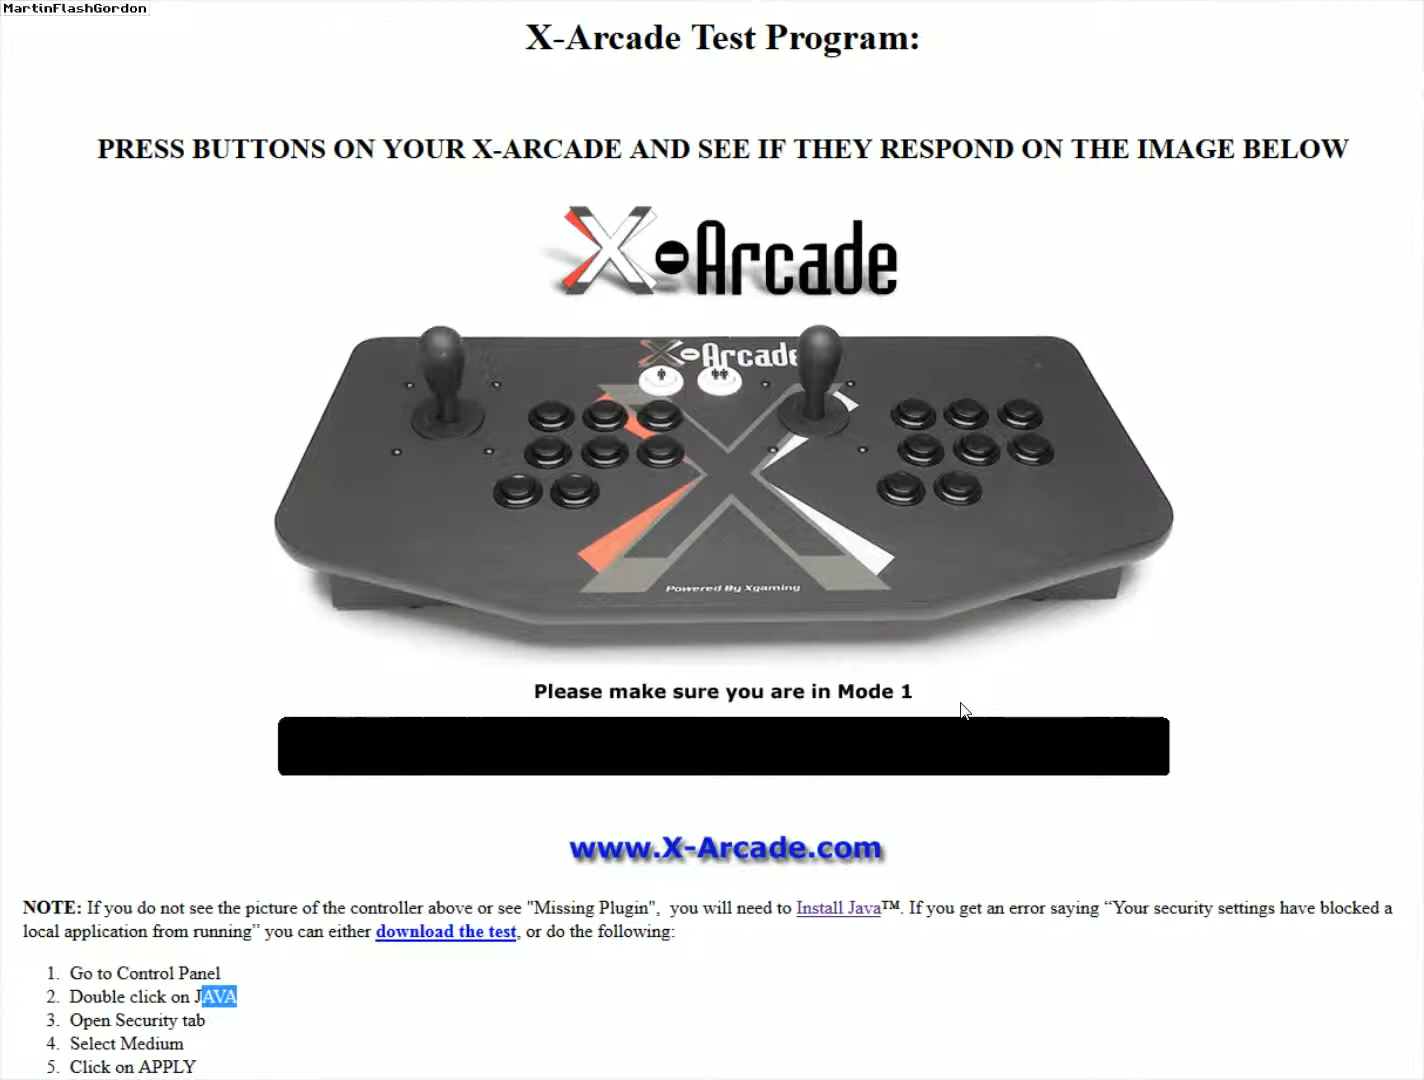 MartinFlashGordon
X-Arcade Test Program:
PRESS BUTTONS ON YOUR X-ARCADE AND SEE IF THEY RESPOND ON THE IMAGE BELOW
X-Arcade
X-Arcade
Powered By Xgaming
Please make sure you are in Mode 1
www.X-Arcade.com
NOTE: If you do not see the picture of the controller above or see "Missing Plugin",  you will need to Install Java™. If you get an error saying “Your security settings have blocked a
local application from running” you can either download the test, or do the following:
1. Go to Control Panel
2. Double click on JAVA
3. Open Security tab
4. Select Medium
5. Click on APPLY